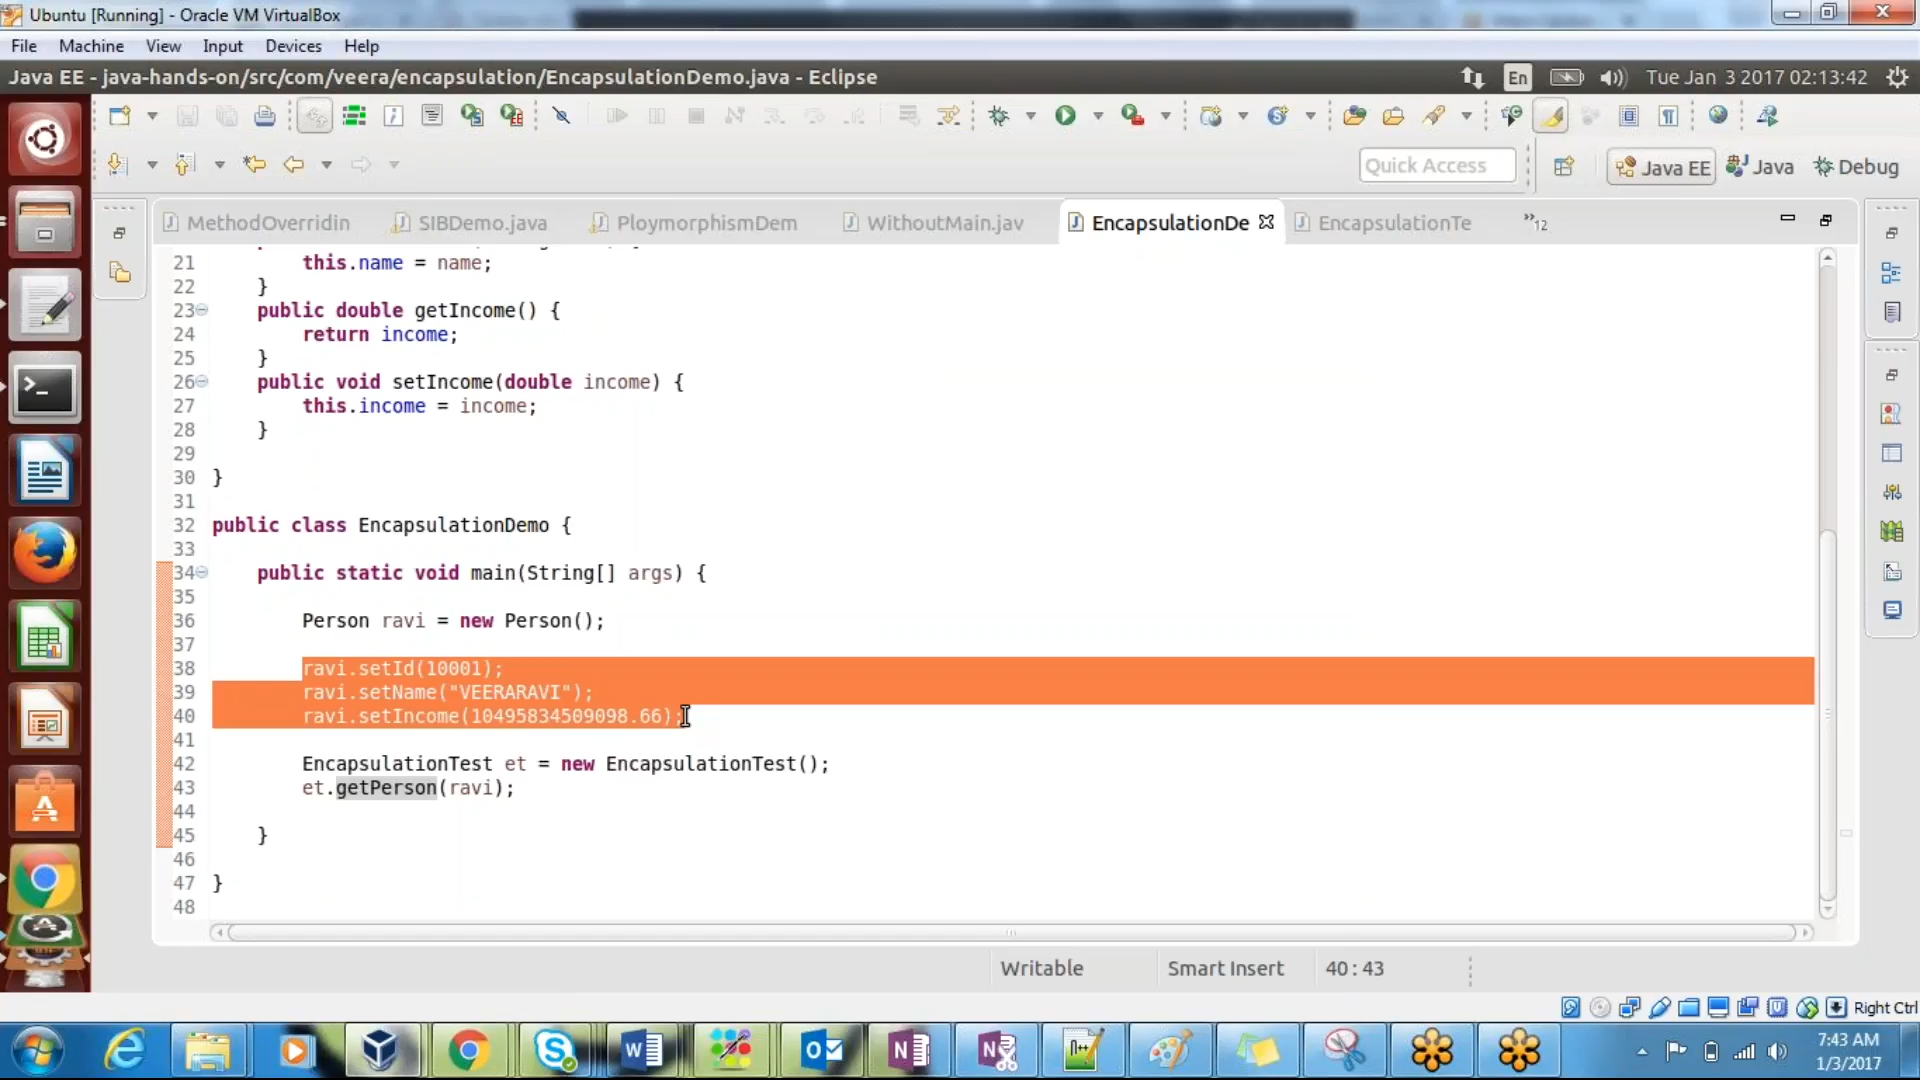 Ubuntu [Running] - Oracle VM VirtualBox
File Machine View Input Devices Help
Java EE - java-hands-on/src/com/veera/encapsulation/EncapsulationDemo.java - Eclipse
En
Tue Jan 3 2017 02:13:42
Quick Access
Java EE
Java
Debug
MethodOverridin
SIBDemo.java
PloymorphismDem
WithoutMain.jav
EncapsulationDe
EncapsulationTe
»12
21 this.name = name;
22 }
23 public double getIncome() {
24 return income;
25 }
26 public void setIncome(double income) {
27 this.income = income;
28 }
29
30 }
31
32 public class EncapsulationDemo {
33
34 public static void main(String[] args) {
35
36 Person ravi = new Person();
37
38 ravi.setId(10001);
39 ravi.setName("VEERARAVI");
40 ravi.setIncome(10495834509098.66);
41
42 EncapsulationTest et = new EncapsulationTest();
43 et.getPerson(ravi);
44
45 }
46
47 }
48
Writable
Smart Insert
40 : 43
Right Ctrl
7:43 AM
1/3/2017